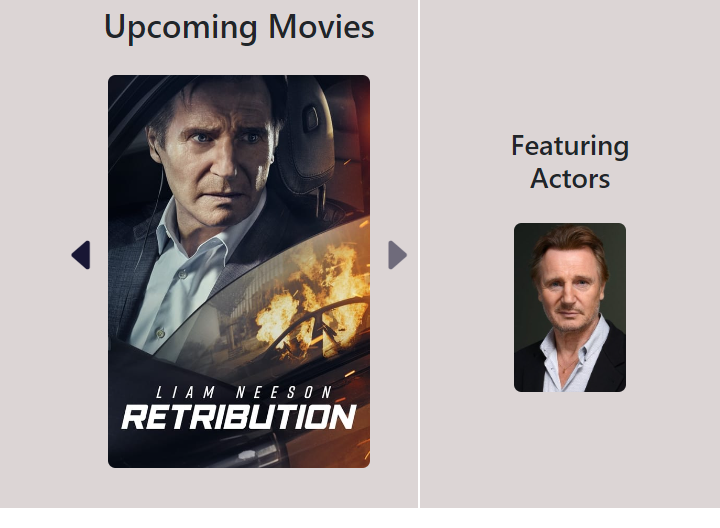 Upcoming Movies
LIAM NEESON
RETRIBUTION
Featuring
Actors